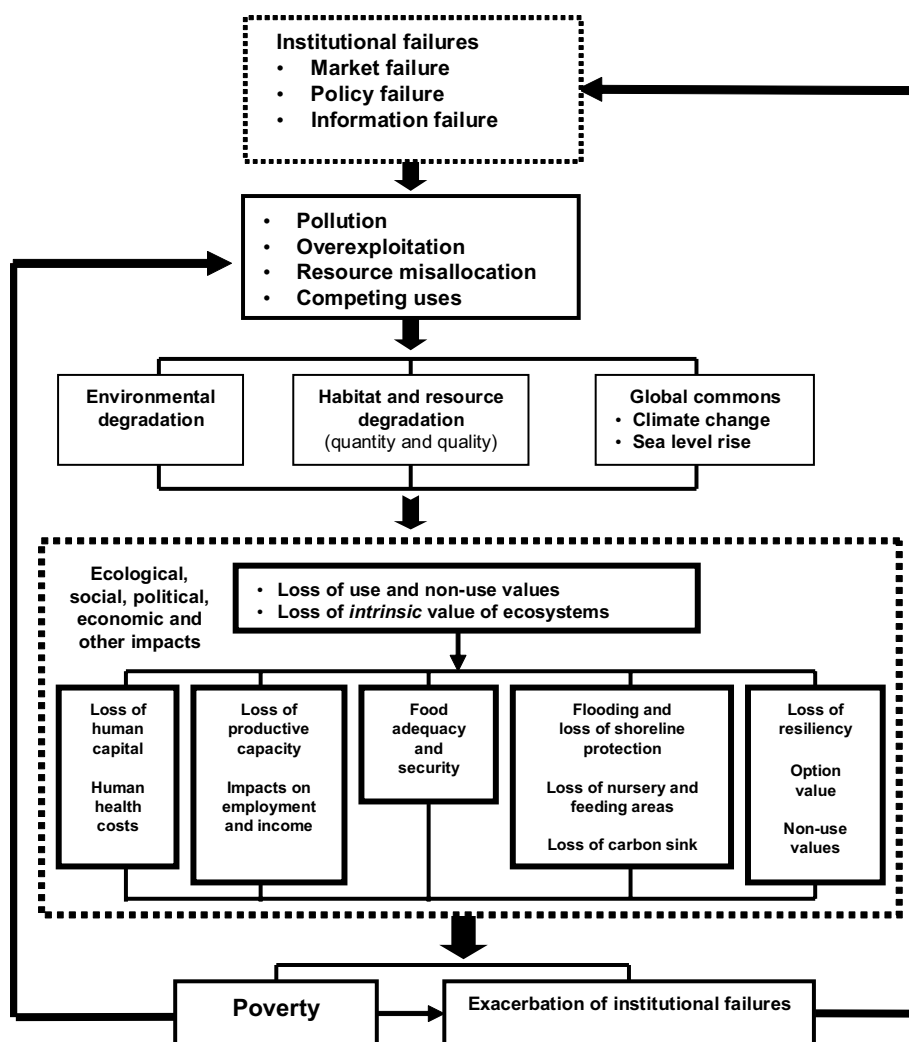 Institutional failures
• Market failure
• Policy failure
• Information failure
• Pollution
• Overexploitation
• Resource misallocation
• Competing uses
Environmental
degradation
Habitat and resource
degradation
(quantity and quality)
Global commons
• Climate change
• Sea level rise
Ecological,
social, political,
economic and
other impacts
• Loss of use and non-use values
• Loss of intrinsic value of ecosystems
Loss of
human
capital
Human
health
costs
Loss of
productive
capacity
Impacts on
employment
and income
Food
adequacy
and
security
Flooding and
loss of shoreline
protection
Loss of nursery and
feeding areas
Loss of carbon sink
Loss of
resiliency
Option
value
Non-use
values
Poverty
Exacerbation of institutional failures